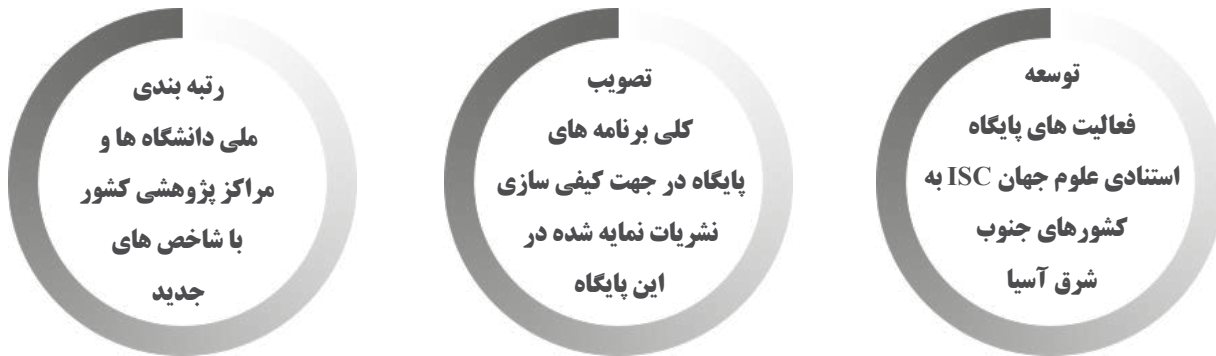 توسعه
فعالیت های پایگاه
استنادی علوم جهان ISC به
کشورهای جنوب
شرق آسیا
تصویب
کلی برنامه های
پایگاه در جهت کیفی سازی
نشریات نمایه شده در
این پایگاه
رتبه بندی
ملی دانشگاه ها و
مراکز پژوهشی کشور
با شاخص های
جدید